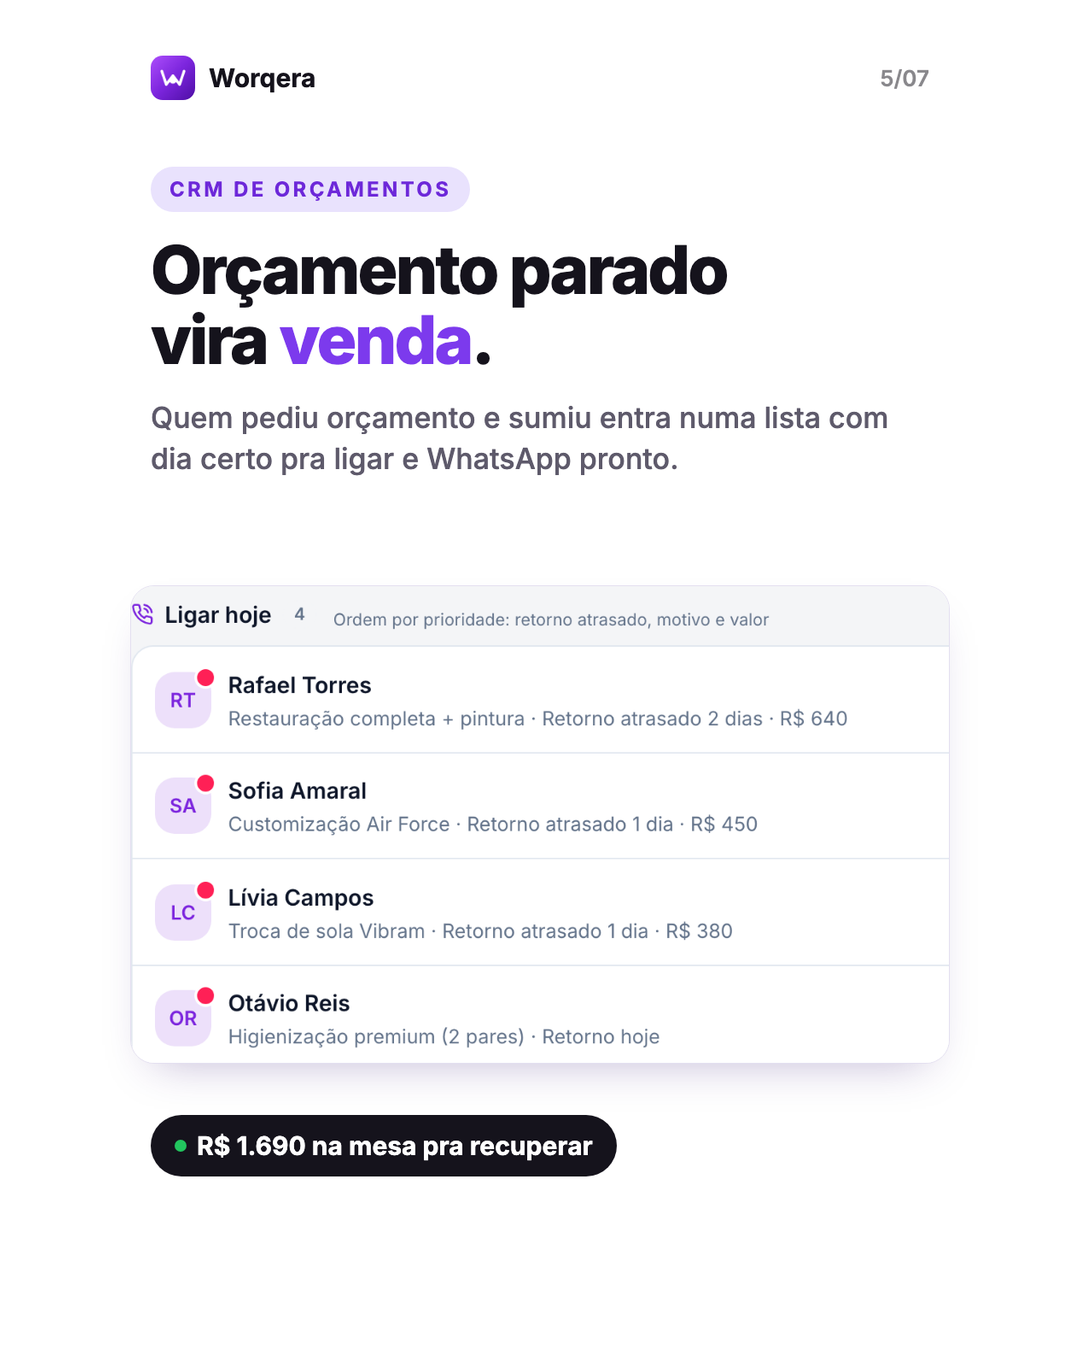 Worqera
5/07
CRM DE ORÇAMENTOS
Orçamento parado
vira venda.
Quem pediu orçamento e sumiu entra numa lista com
dia certo pra ligar e WhatsApp pronto.
Ligar hoje 4 Ordem por prioridade: retorno atrasado, motivo e valor
RT
Rafael Torres
Restauração completa + pintura · Retorno atrasado 2 dias · R$ 640
SA
Sofia Amaral
Customização Air Force · Retorno atrasado 1 dia · R$ 450
LC
Lívia Campos
Troca de sola Vibram · Retorno atrasado 1 dia · R$ 380
OR
Otávio Reis
Higienização premium (2 pares) · Retorno hoje
R$ 1.690 na mesa pra recuperar